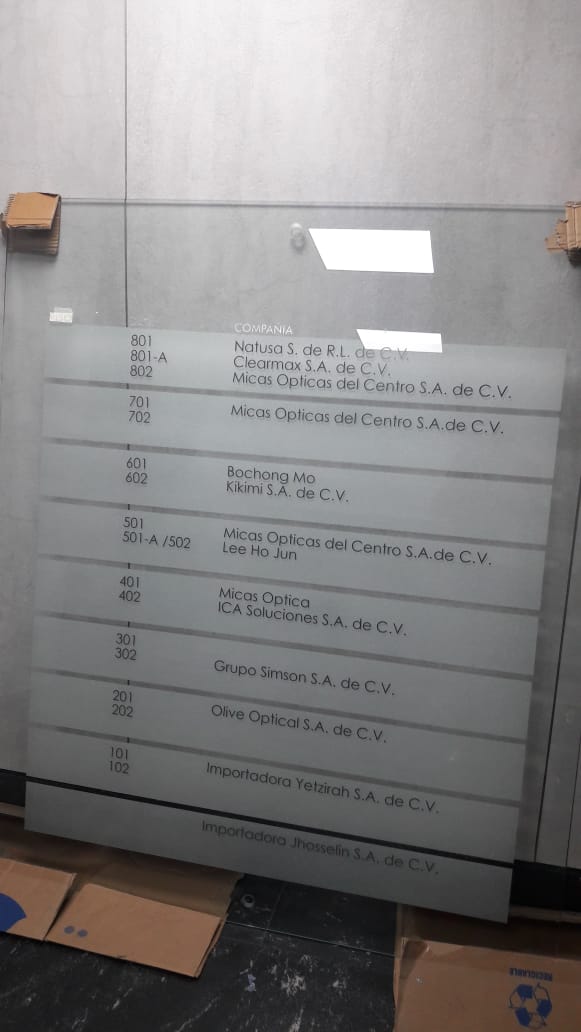 COMPAÑIA
801 Natusa S. de R.L. de C.V.
801-A Clearmax S.A. de C.V.
802 Micas Opticas del Centro S.A. de C.V.
701 Micas Opticas del Centro S.A.de C.V.
702
601 Bochong Mo
602 Kikimi S.A. de C.V.
501 Micas Opticas del Centro S.A.de C.V.
501-A /502 Lee Ho Jun
401 Micas Optica
402 ICA Soluciones S.A. de C.V.
301
302 Grupo Simson S.A. de C.V.
201
202 Olive Optical S.A. de C.V.
101
102 Importadora Yetzirah S.A. de C.V.
Importadora Jhosselin S.A. de C.V.
RECICLABLE